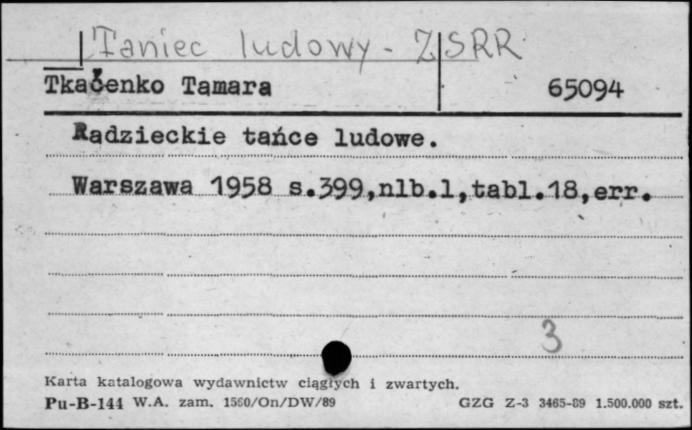 Taniec ludowy - ZSRR
Tkačenko Tamara 65094
Radzieckie tańce ludowe.
Warszawa 1958 s.399,nlb.1,tabl.18,err.
3
Karta katalogowa wydawnictw ciągłych i zwartych.
Pu-B-144 W.A. zam. 1560/On/DW/89 GZG Z-3 3465-89 1.500.000 szt.